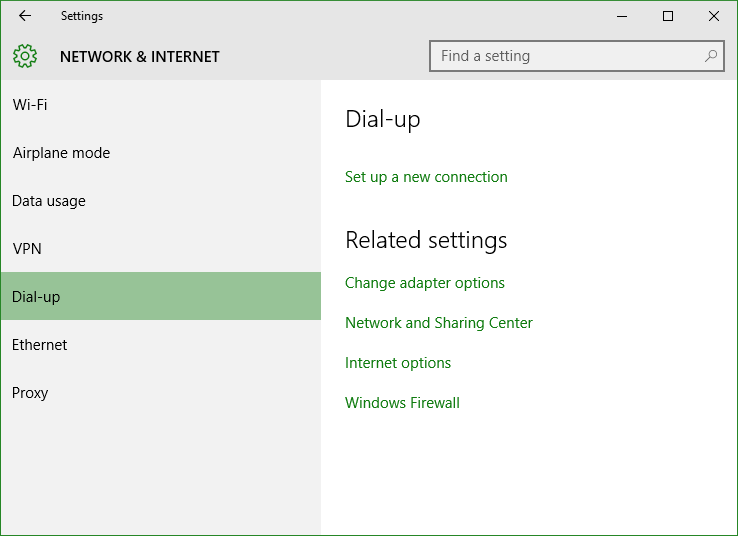 Settings
NETWORK & INTERNET
Find a setting
Wi-Fi
Airplane mode
Data usage
VPN
Dial-up
Ethernet
Proxy
Dial-up
Set up a new connection
Related settings
Change adapter options
Network and Sharing Center
Internet options
Windows Firewall